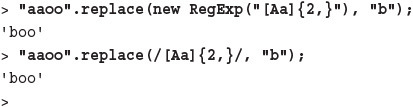 > "aaoo".replace(new RegExp("[Aa]{2,}"), "b");
'boo'
> "aaoo".replace(/[Aa]{2,}/, "b");
'boo'
>